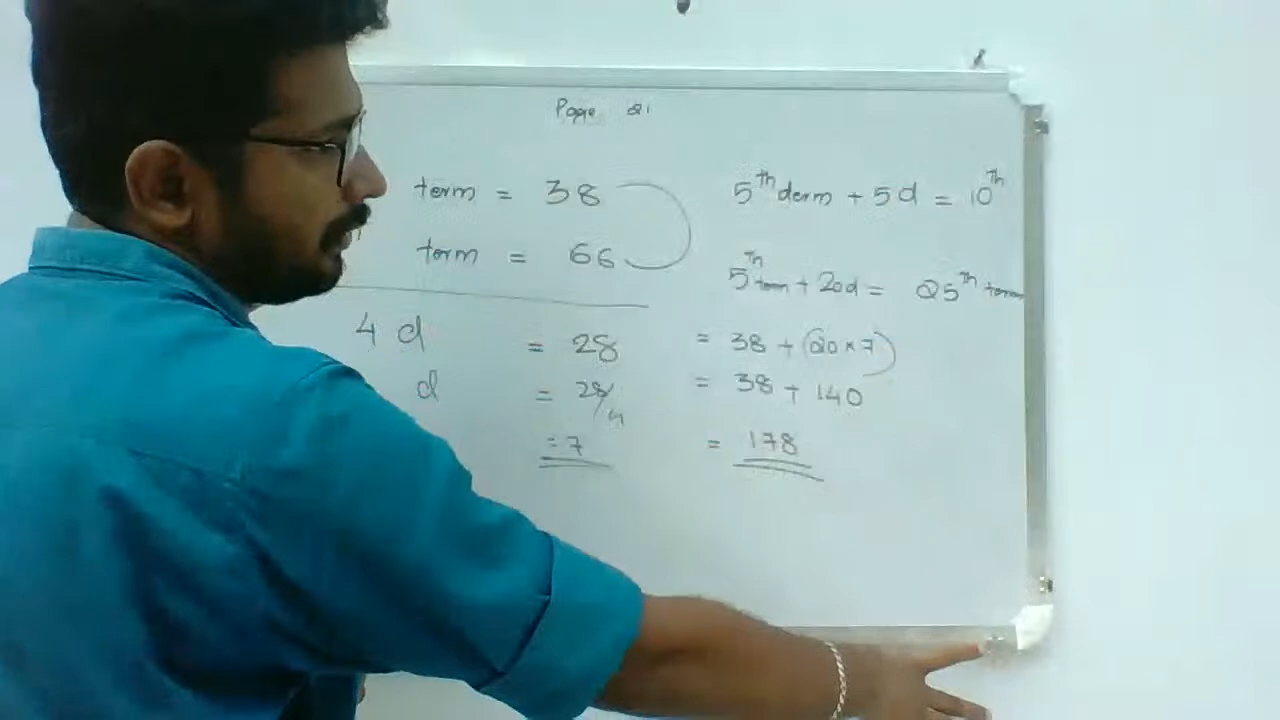 Page 21
term = 38
term = 66
4 d = 28
d = 28/4
= 7
5th derm + 5d = 10th
5th term + 20d = 25th term
= 38 + (20 × 7)
= 38 + 140
= 178